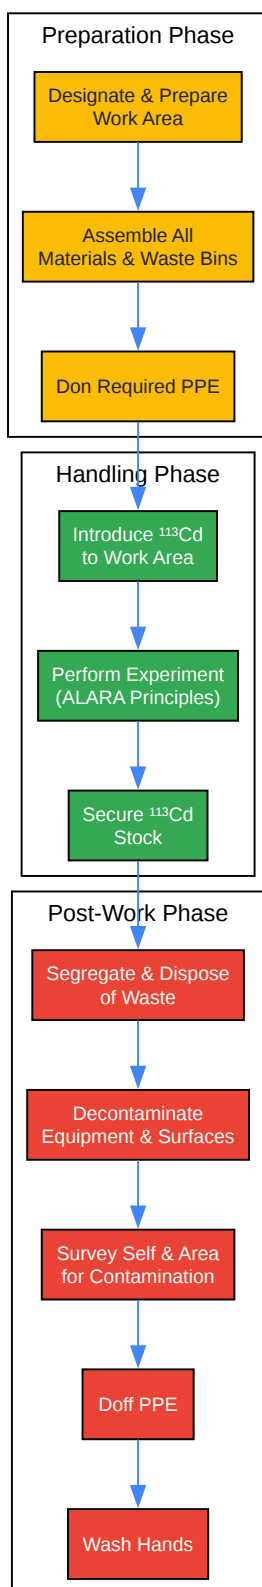 Preparation Phase
Designate & Prepare
Work Area
Assemble All
Materials & Waste Bins
Don Required PPE
Handling Phase
Introduce ¹¹³Cd
to Work Area
Perform Experiment
(ALARA Principles)
Secure ¹¹³Cd
Stock
Post-Work Phase
Segregate & Dispose
of Waste
Decontaminate
Equipment & Surfaces
Survey Self & Area
for Contamination
Doff PPE
Wash Hands